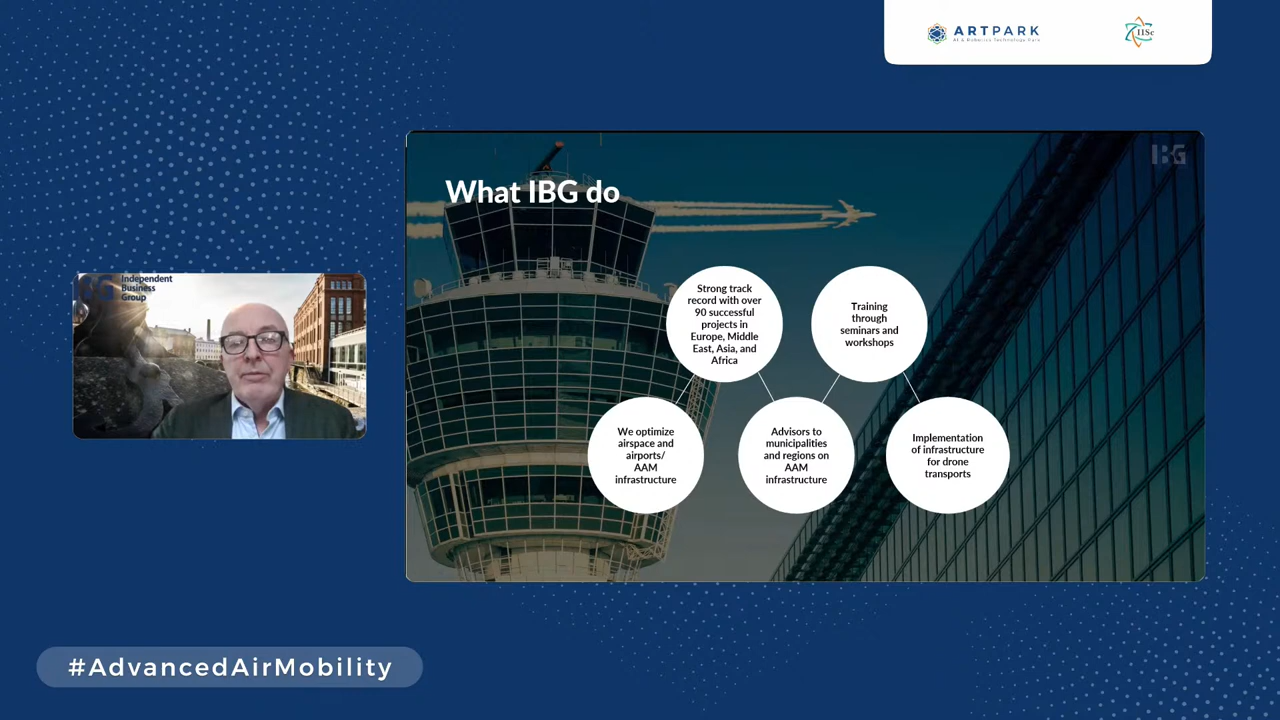 ARTPARK
AI & Robotics Technology Park
IISc
IBG
What IBG do
Independent
Business
Group
Strong track
record with over
90 successful
projects in
Europe, Middle
East, Asia, and
Africa
Training
through
seminars and
workshops
We optimize
airspace and
airports/
AAM
infrastructure
Advisors to
municipalities
and regions on
AAM
infrastructure
Implementation
of infrastructure
for drone
transports
#AdvancedAirMobility